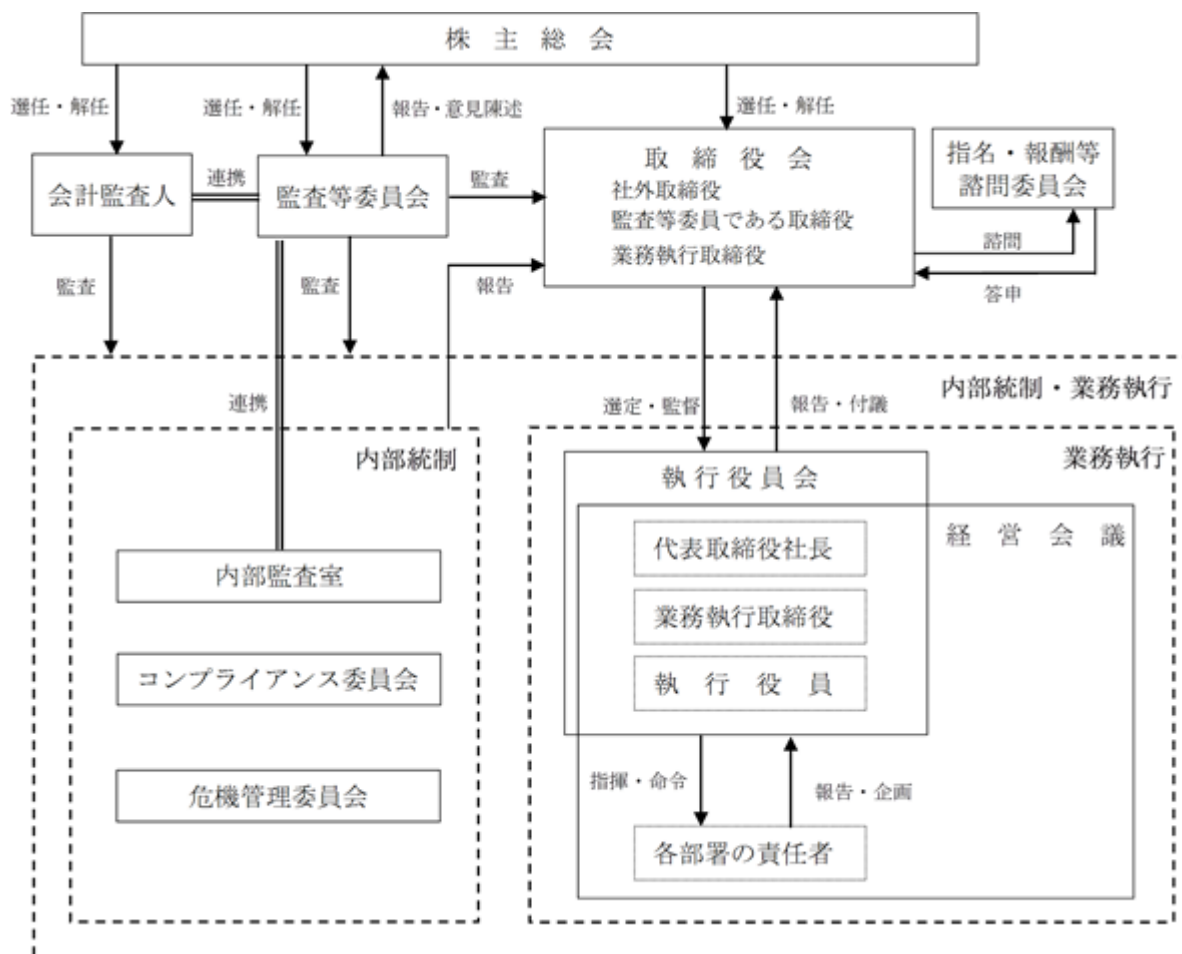 株主総会
選任・解任
選任・解任
報告・意見陳述
選任・解任
会計監査人
連携
監査等委員会
監査
取締役会
社外取締役
監査等委員である取締役
業務執行取締役
指名・報酬等
諮問委員会
諮問
答申
監査
監査
報告
内部統制・業務執行
連携
選定・監督
報告・付議
内部統制
業務執行
執行役員会
経営会議
代表取締役社長
内部監査室
業務執行取締役
コンプライアンス委員会
執行役員
指揮・命令
報告・企画
危機管理委員会
各部署の責任者